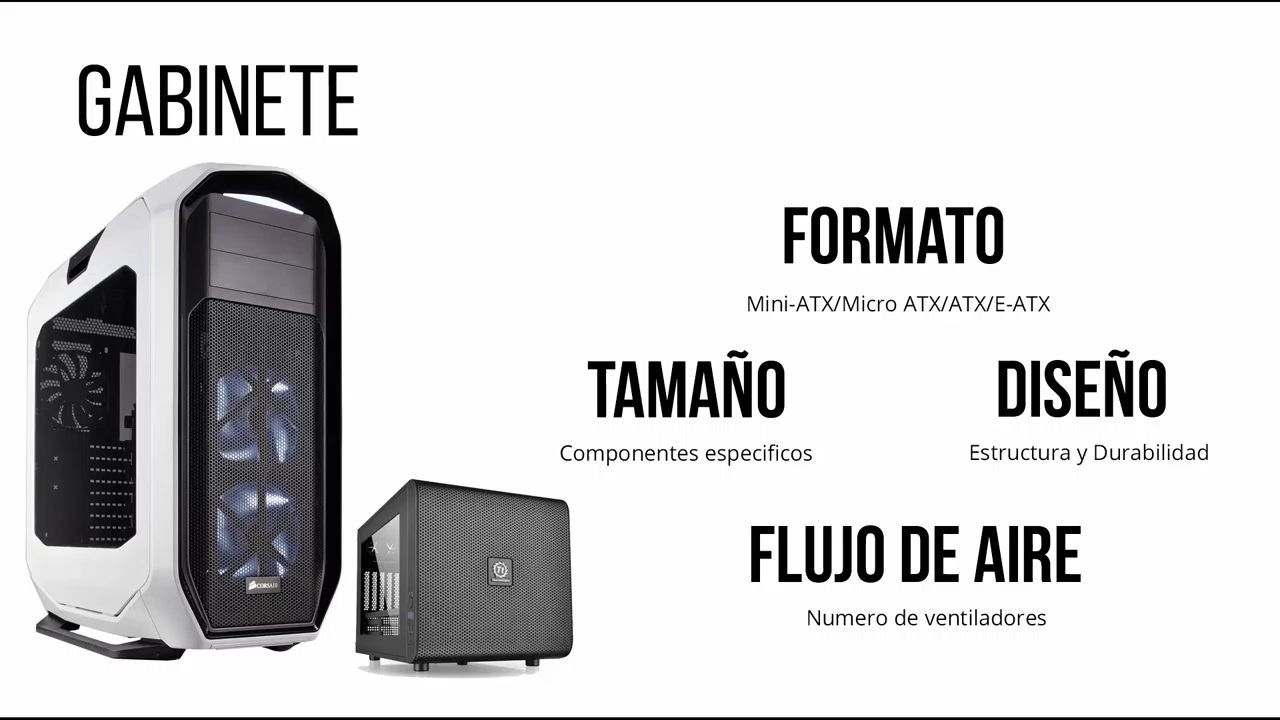 GABINETE
FORMATO
Mini-ATX/Micro ATX/ATX/E-ATX
TAMAÑO
Componentes especificos
DISEÑO
Estructura y Durabilidad
FLUJO DE AIRE
Numero de ventiladores
CORSAIR